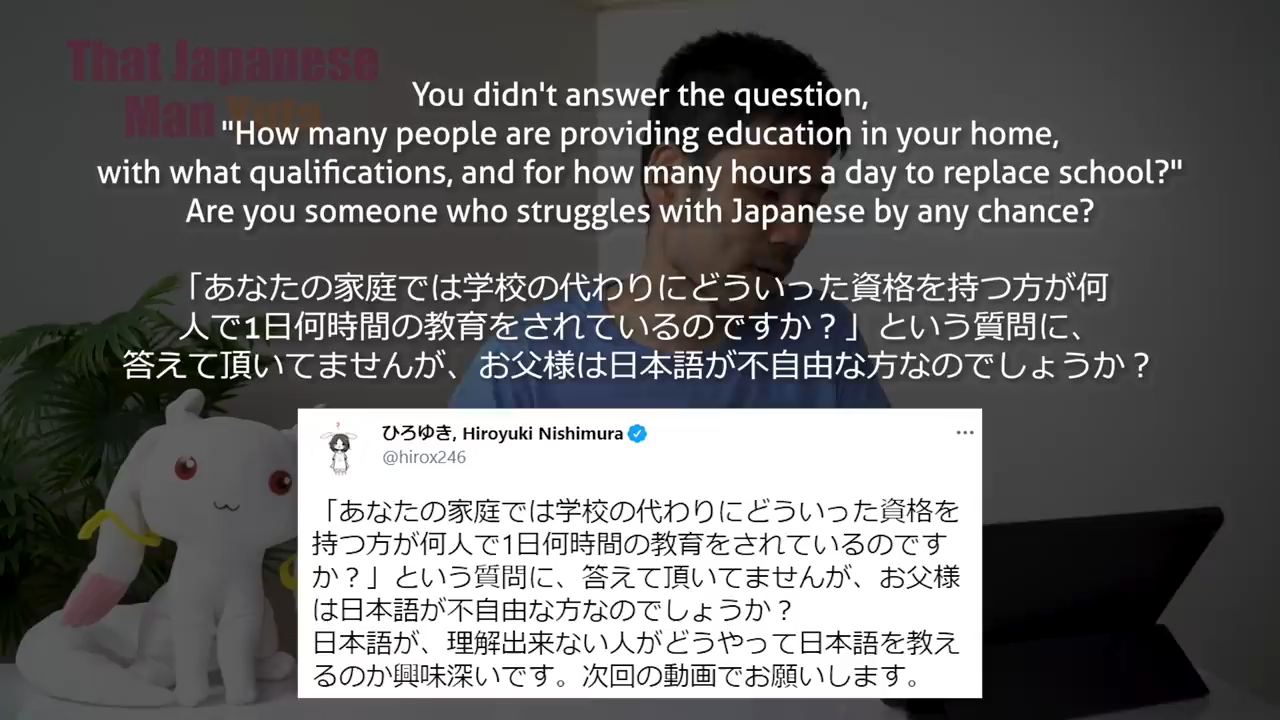 That Japanese
Man Yuta
You didn't answer the question,
"How many people are providing education in your home,
with what qualifications, and for how many hours a day to replace school?"
Are you someone who struggles with Japanese by any chance?
「あなたの家庭では学校の代わりにどういった資格を持つ方が何
人で1日何時間の教育をされているのですか？」という質問に、
答えて頂いてませんが、お父様は日本語が不自由な方なのでしょうか？
ひろゆき, Hiroyuki Nishimura
@hirox246
「あなたの家庭では学校の代わりにどういった資格を
持つ方が何人で1日何時間の教育をされているのです
か？」という質問に、答えて頂いてませんが、お父様
は日本語が不自由な方なのでしょうか？
日本語が、理解出来ない人がどうやって日本語を教え
るのか興味深いです。次回の動画でお願いします。